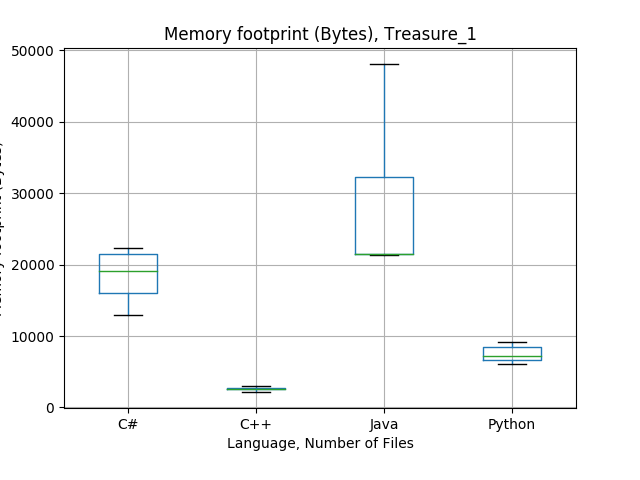 Memory footprint (Bytes), Treasure_1
50000
40000
30000
20000
10000
0
C# C++ Java Python
Language, Number of Files